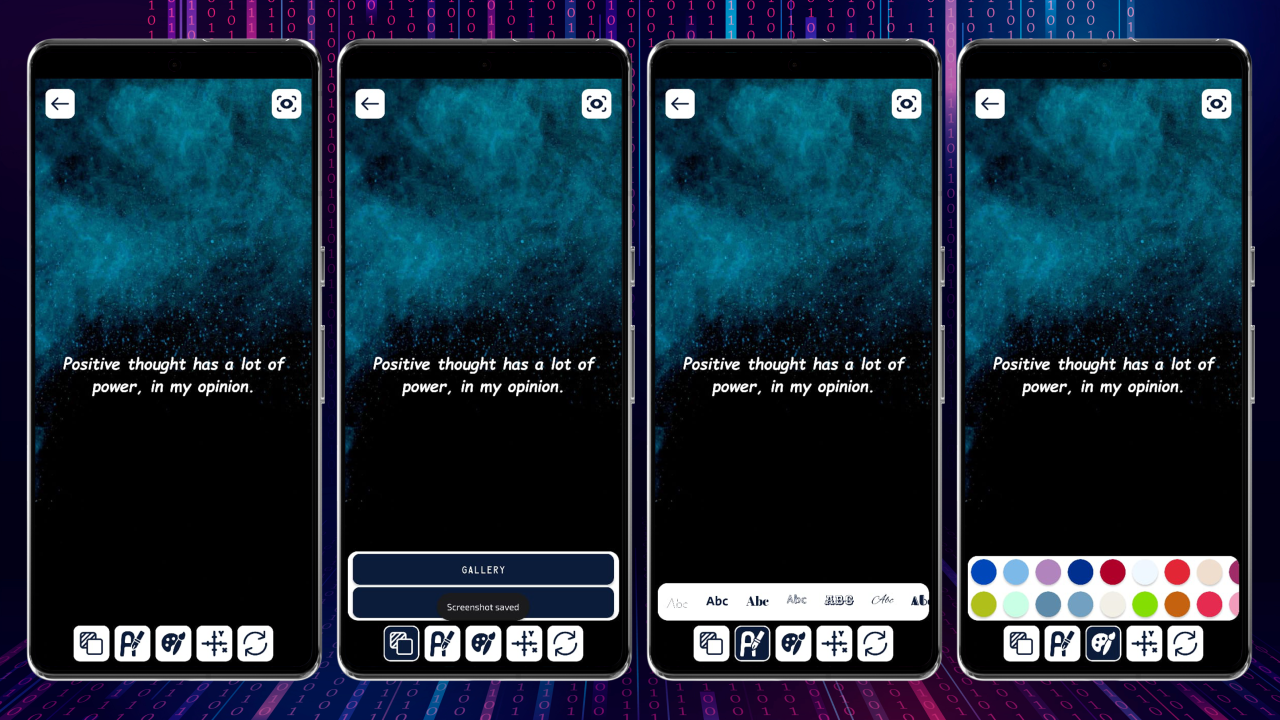 Positive thought has a lot of
power, in my opinion.
Positive thought has a lot of
power, in my opinion.
GALLERY
Screenshot saved
Positive thought has a lot of
power, in my opinion.
Abc Abc Abc Abc ABC Abc Ab
Positive thought has a lot of
power, in my opinion.